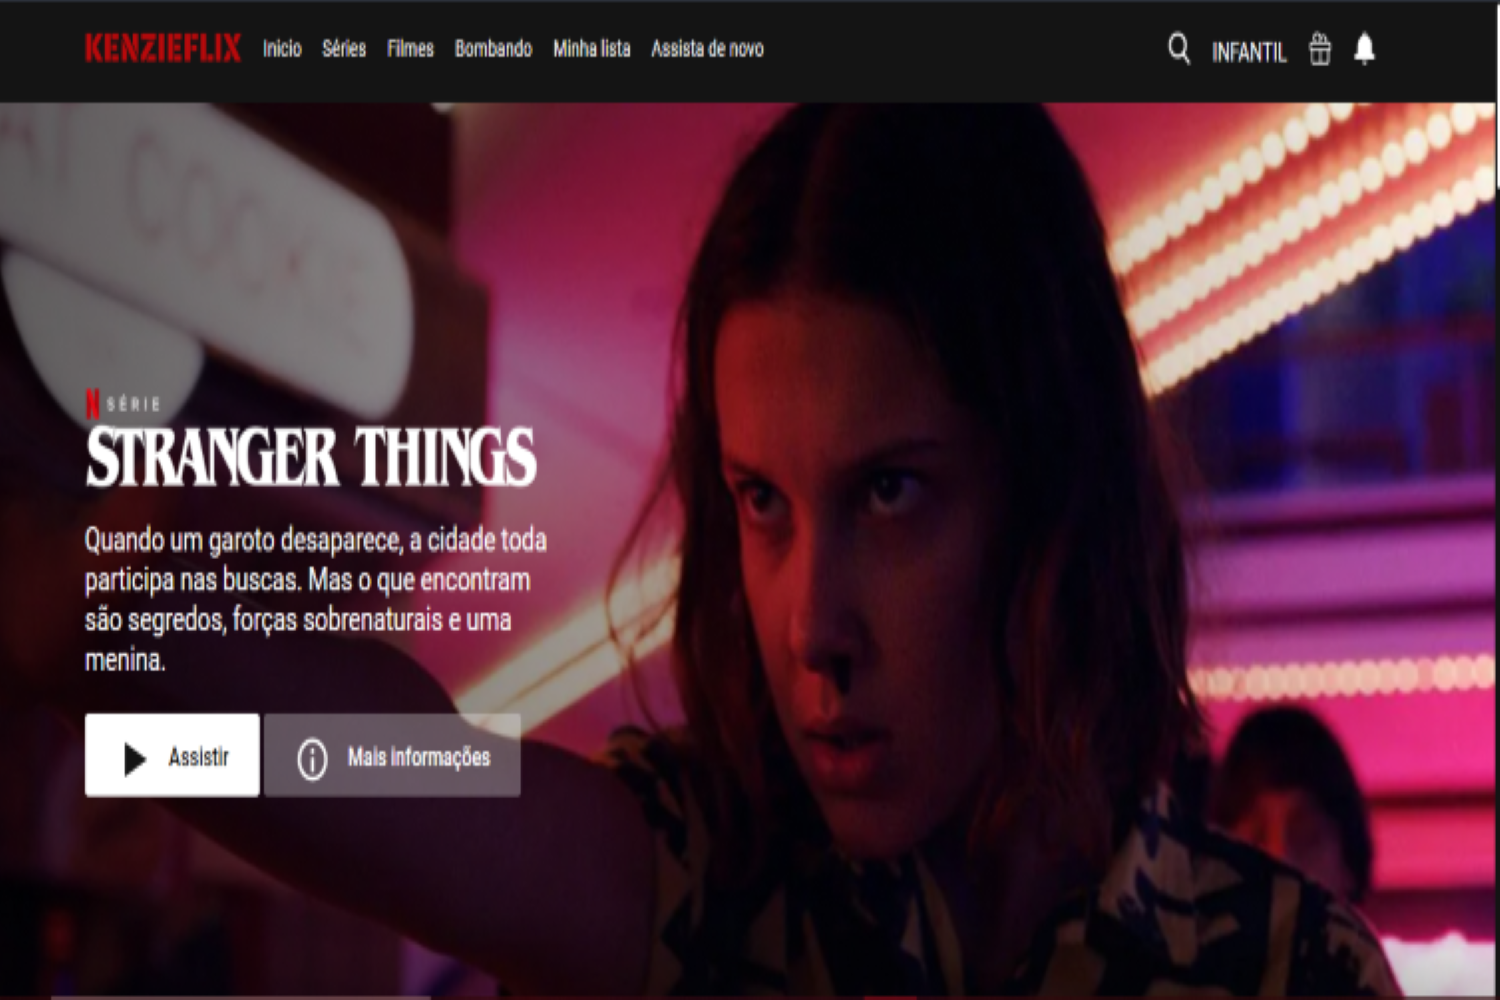 KENZIEFLIX Inicio Séries Filmes Bombando Minha lista Assista de novo INFANTIL
COOKIE
N SÉRIE
STRANGER THINGS
Quando um garoto desaparece, a cidade toda
participa nas buscas. Mas o que encontram
são segredos, forças sobrenaturais e uma
menina.
Assistir Mais informações